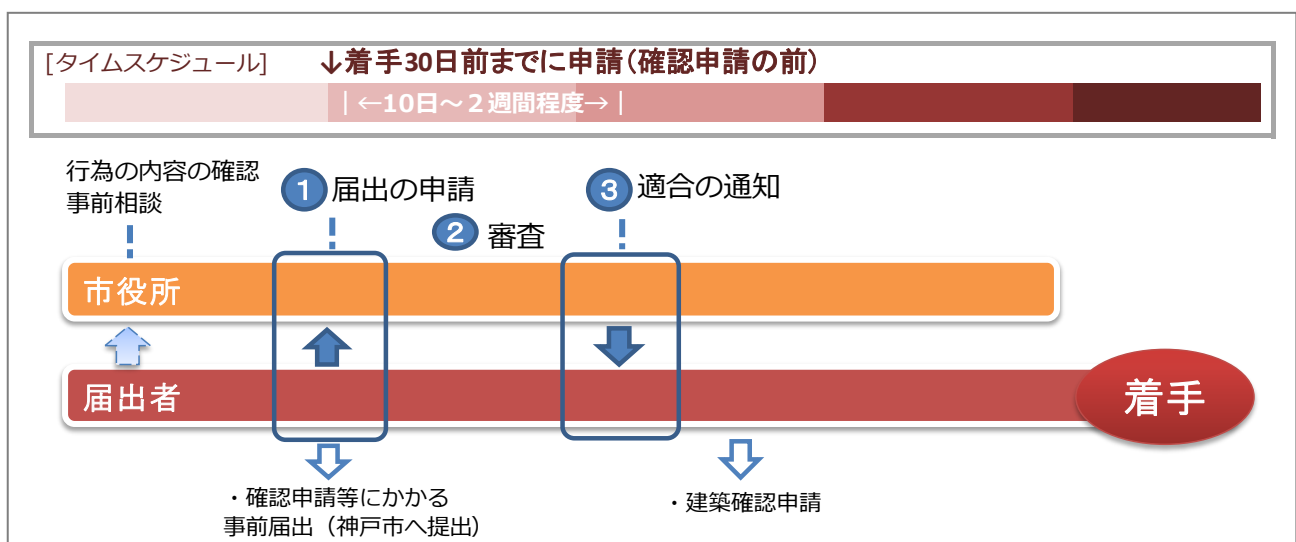 [タイムスケジュール] ↓着手30日前までに申請(確認申請の前)
|←10日～２週間程度→|
行為の内容の確認
事前相談
1 届出の申請
2 審査
3 適合の通知
市役所
届出者
着手
・確認申請等にかかる
事前届出（神戸市へ提出）
・建築確認申請